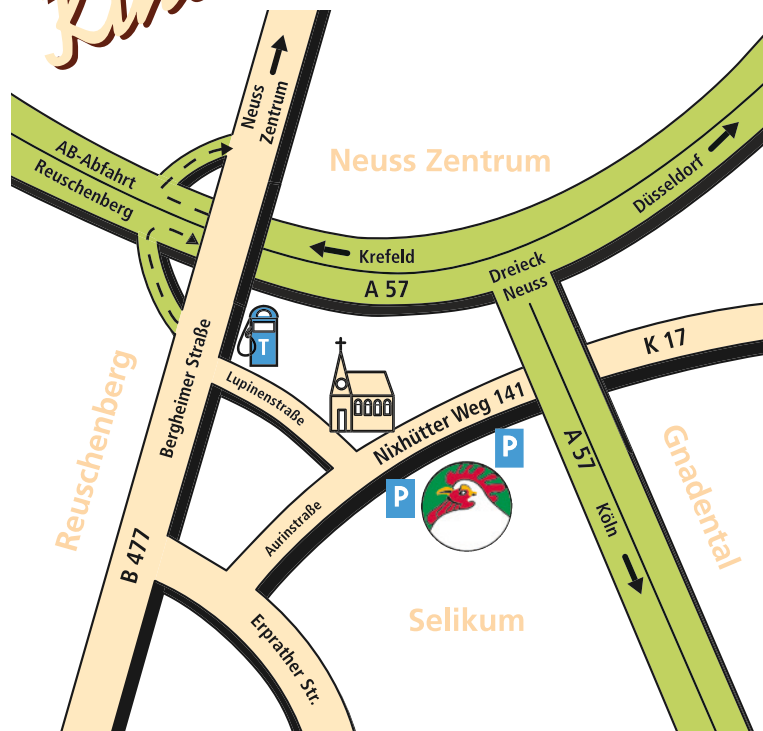 Neuss
Zentrum
AB-Abfahrt
Reuschenberg
Neuss Zentrum
Düsseldorf
Krefeld
A 57
Dreieck
Neuss
K 17
T
Bergheimer Straße
Lupinenstraße
Reuschenberg
Nixhütter Weg 141
P
P
A 57
Köln
Gnadental
Aurinstraße
B 477
Selikum
Erprather Str.